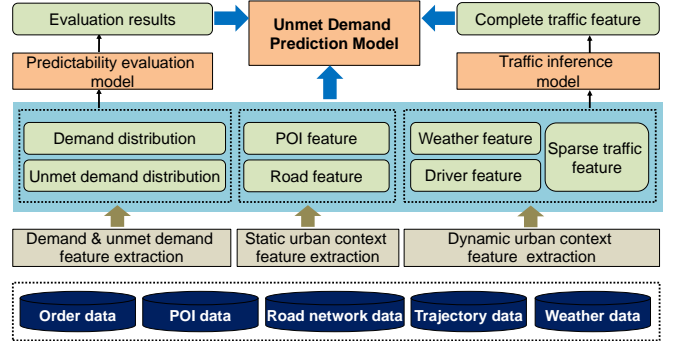 Evaluation results
Unmet Demand
Prediction Model
Complete traffic feature
Predictability evaluation
model
Traffic inference
model
Demand distribution
Unmet demand distribution
POI feature
Road feature
Weather feature
Driver feature
Sparse traffic
feature
Demand & unmet demand
feature extraction
Static urban context
feature extraction
Dynamic urban context
feature extraction
Order data
POI data
Road network data
Trajectory data
Weather data